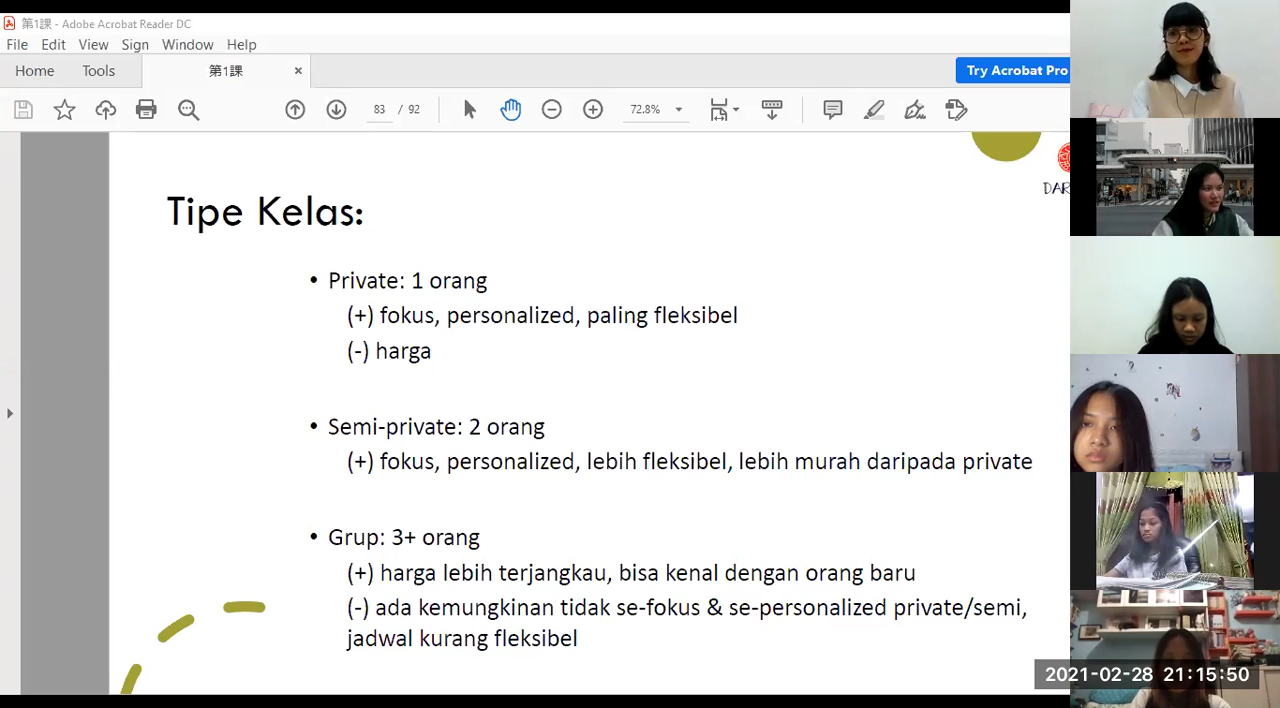 第1課 - Adobe Acrobat Reader DC
File Edit View Sign Window Help
Home Tools 第1課 × Try Acrobat Pro
83 / 92 72.8%
Tipe Kelas:
• Private: 1 orang
(+) fokus, personalized, paling fleksibel
(-) harga
• Semi-private: 2 orang
(+) fokus, personalized, lebih fleksibel, lebih murah daripada private
• Grup: 3+ orang
(+) harga lebih terjangkau, bisa kenal dengan orang baru
(-) ada kemungkinan tidak se-fokus & se-personalized private/semi,
jadwal kurang fleksibel
DAR
2021-02-28 21:15:50